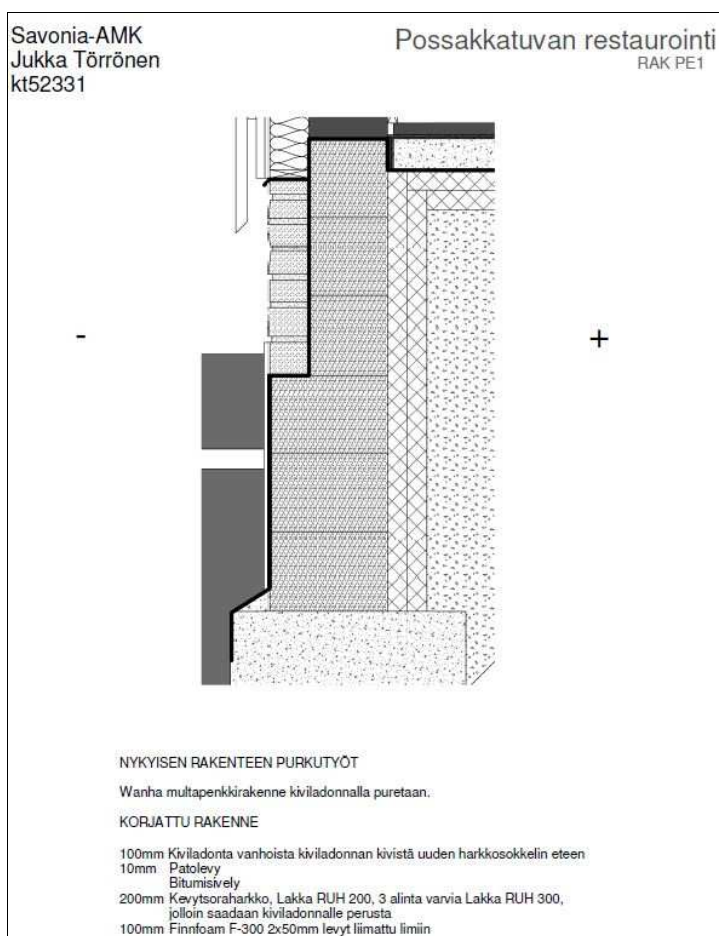 Savonia-AMK
Jukka Törrönen
kt52331
Possakkatuvan restaurointi
RAK PE1
-
+
NYKYISEN RAKENTEEN PURKUTYÖT
Wanha multapenkkirakenne kiviladonnalla puretaan.
KORJATTU RAKENNE
100mm Kiviladonta vanhoista kiviladonnan kivistä uuden harkkosokkelin eteen
10mm Patolevy
Bitumisively
200mm Kevytsoraharkko, Lakka RUH 200, 3 alinta varvia Lakka RUH 300,
jolloin saadaan kiviladonnalle perusta
100mm Finnfoam F-300 2x50mm levyt liimattu limiin